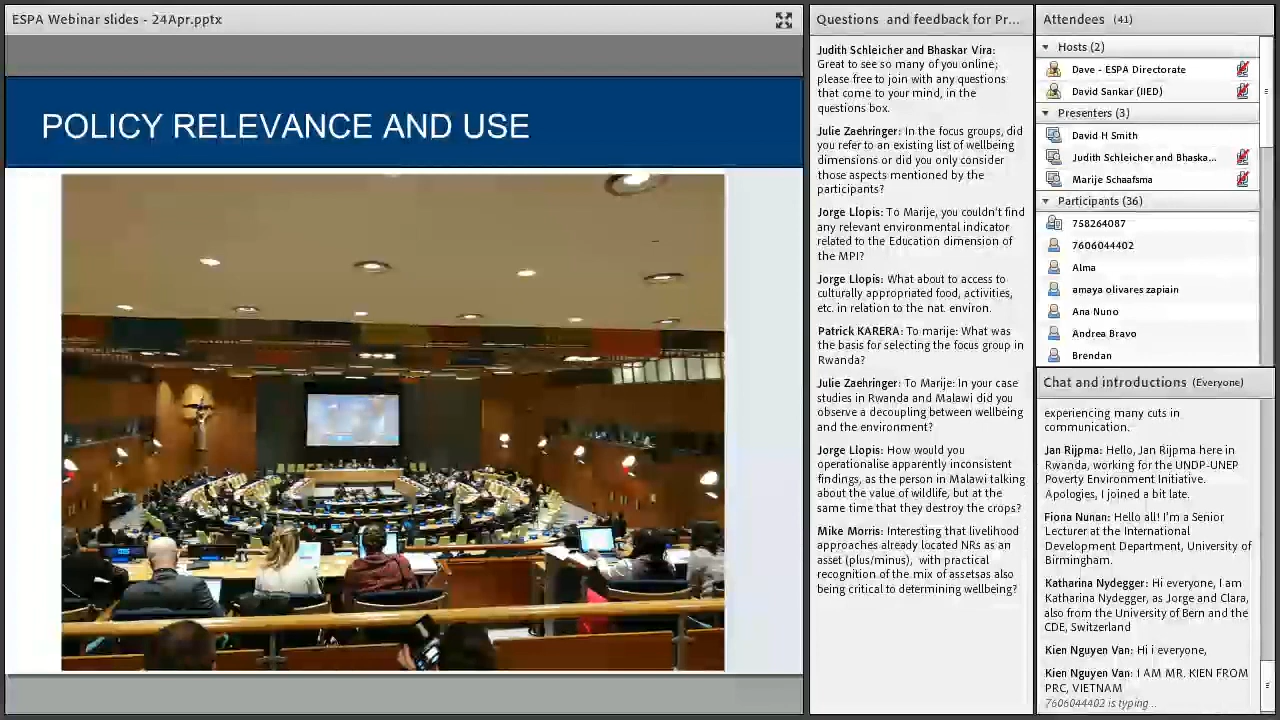 ESPA Webinar slides - 24Apr.pptx
POLICY RELEVANCE AND USE
Questions and feedback for Pr...
Judith Schleicher and Bhaskar Vira:
Great to see so many of you online;
please free to join with any questions
that come to your mind, in the
questions box.
Julie Zaehringer: In the focus groups, did
you refer to an existing list of wellbeing
dimensions or did you only consider
those aspects mentioned by the
participants?
Jorge Llopis: To Marije, you couldn't find
any relevant environmental indicator
related to the Education dimension of
the MPI?
Jorge Llopis: What about to access to
culturally appropriated food, activities,
etc. in relation to the nat. environ.
Patrick KARERA: To marije: What was
the basis for selecting the focus group in
Rwanda?
Julie Zaehringer: To Marije: In your case
studies in Rwanda and Malawi did you
observe a decoupling between wellbeing
and the environment?
Jorge Llopis: How would you
operationalise apparently inconsistent
findings, as the person in Malawi talking
about the value of wildlife, but at the
same time that they destroy the crops?
Mike Morris: Interesting that livelihood
approaches already located NRs as an
asset (plus/minus), with practical
recognition of the mix of assetsas also
being critical to determining wellbeing?
Attendees (41)
Hosts (2)
Dave - ESPA Directorate
David Sankar (IIED)
Presenters (3)
David H Smith
Judith Schleicher and Bhaska...
Marije Schaafsma
Participants (36)
758264087
7606044402
Alma
amaya olivares zapiain
Ana Nuno
Andrea Bravo
Brendan
Chat and introductions (Everyone)
experiencing many cuts in
communication.
Jan Rijpma: Hello, Jan Rijpma here in
Rwanda, working for the UNDP-UNEP
Poverty Environment Initiative.
Apologies, I joined a bit late.
Fiona Nunan: Hello all! I'm a Senior
Lecturer at the International
Development Department, University of
Birmingham.
Katharina Nydegger: Hi everyone, I am
Katharina Nydegger, as Jorge and Clara,
also from the University of Bern and the
CDE, Switzerland
Kien Nguyen Van: Hi i everyone,
Kien Nguyen Van: I AM MR. KIEN FROM
PRC, VIETNAM
7606044402 is typing..